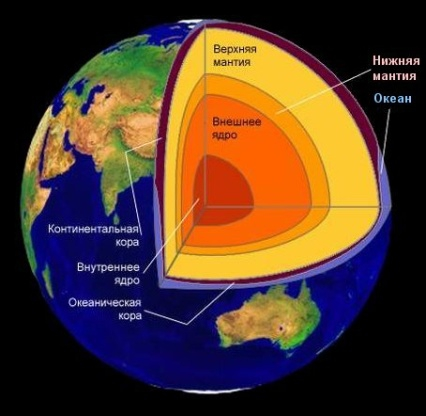 Верхняя
мантия
Нижняя
мантия
Океан
Внешнее
ядро
Континентальная
кора
Внутреннее
ядро
Океаническая
кора